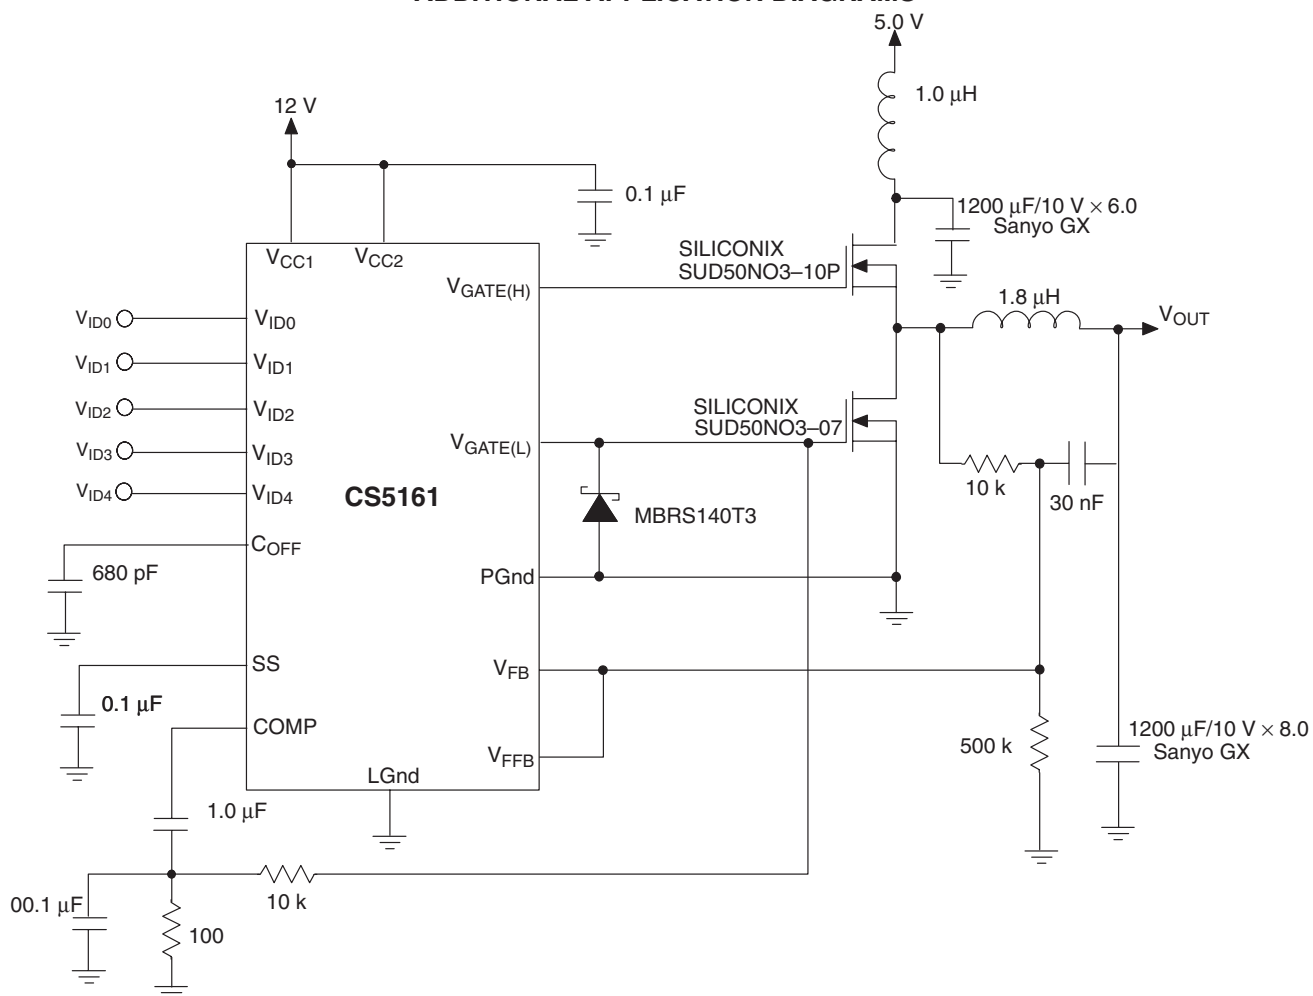 ADDITIONAL APPLICATION DIAGRAMS
5.0 V
1.0 μH
12 V
0.1 μF
1200 μF/10 V × 6.0
Sanyo GX
SILICONIX
SUD50NO3–10P
VCC1
VCC2
VGATE(H)
1.8 μH
VOUT
VID0
VID0
VID1
VID1
VID2
VID2
VID3
VID3
VID4
VID4
SILICONIX
SUD50NO3–07
VGATE(L)
CS5161
10 k
30 nF
MBRS140T3
COFF
680 pF
PGnd
SS
VFB
0.1 μF
COMP
1200 μF/10 V × 8.0
Sanyo GX
500 k
VFFB
LGnd
1.0 μF
10 k
00.1 μF
100